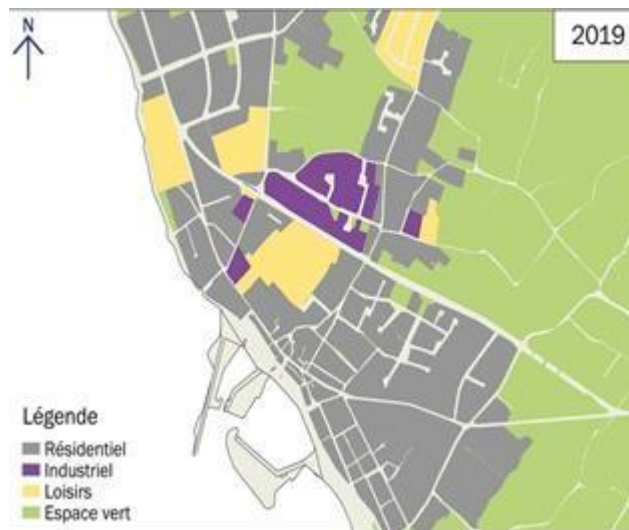 N
2019
Légende
Résidentiel
Industriel
Loisirs
Espace vert